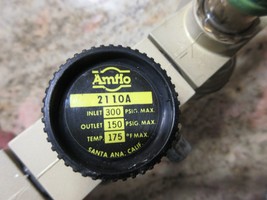 Amflo
2110A
INLET 300 PSIG. MAX.
OUTLET 150 PSIG. MAX.
TEMP. 175 °F MAX.
SANTA ANA, CALIF.